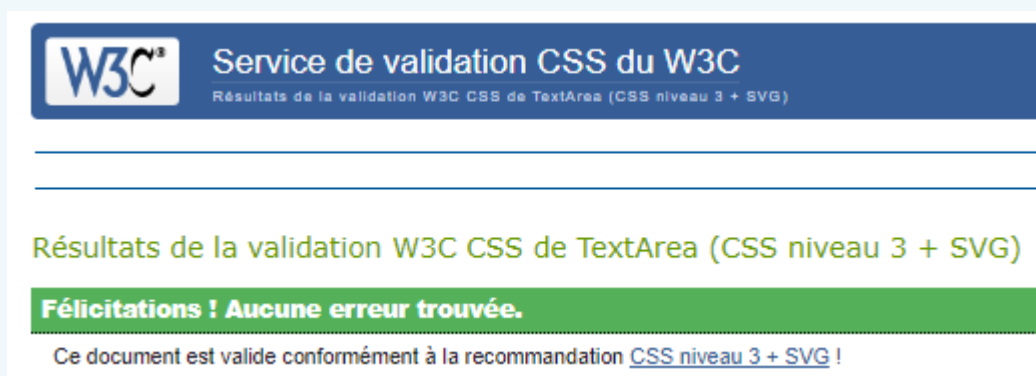 W3C®
Service de validation CSS du W3C
Résultats de la validation W3C CSS de TextArea (CSS niveau 3 + SVG)
Résultats de la validation W3C CSS de TextArea (CSS niveau 3 + SVG)
Félicitations ! Aucune erreur trouvée.
Ce document est valide conformément à la recommandation CSS niveau 3 + SVG !